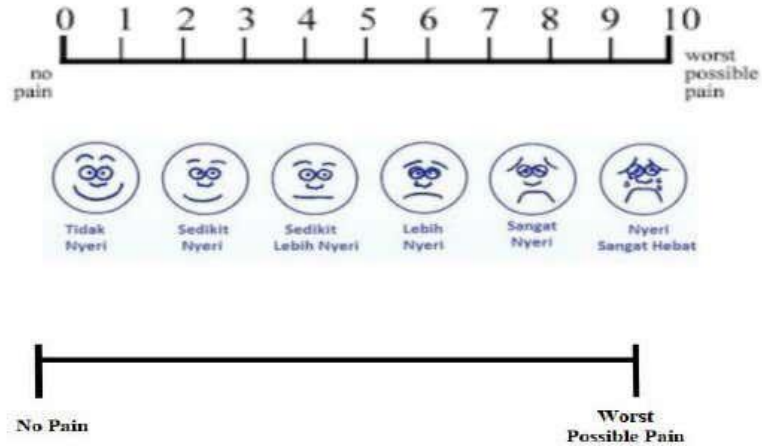 0 1 2 3 4 5 6 7 8 9 10
no
pain
worst
possible
pain
Tidak
Nyeri
Sedikit
Nyeri
Sedikit
Lebih Nyeri
Lebih
Nyeri
Sangat
Nyeri
Nyeri
Sangat Hebat
No Pain
Worst
Possible Pain